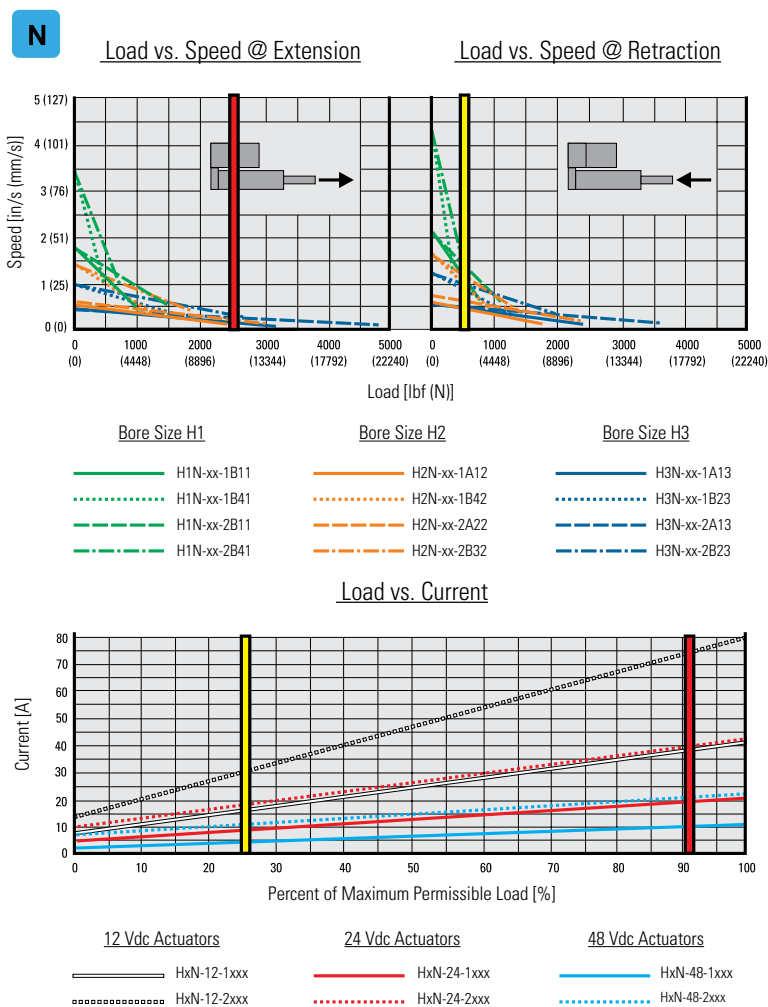 N
Load vs. Speed @ Extension
Load vs. Speed @ Retraction
Speed [in/s (mm/s)]
5 (127)
4 (101)
3 (76)
2 (51)
1 (25)
0 (0)
0 1000 2000 3000 4000 5000
(0) (4448) (8896) (13344) (17792) (22240)
0 1000 2000 3000 4000 5000
(0) (4448) (8896) (13344) (17792) (22240)
Load [lbf (N)]
Bore Size H1
H1N-xx-1B11
H1N-xx-1B41
H1N-xx-2B11
H1N-xx-2B41
Bore Size H2
H2N-xx-1A12
H2N-xx-1B42
H2N-xx-2A22
H2N-xx-2B32
Bore Size H3
H3N-xx-1A13
H3N-xx-1B23
H3N-xx-2A13
H3N-xx-2B23
Load vs. Current
Current [A]
80
70
60
50
40
30
20
10
0
0 10 20 30 40 50 60 70 80 90 100
Percent of Maximum Permissible Load [%]
12 Vdc Actuators
HxN-12-1xxx
HxN-12-2xxx
24 Vdc Actuators
HxN-24-1xxx
HxN-24-2xxx
48 Vdc Actuators
HxN-48-1xxx
HxN-48-2xxx